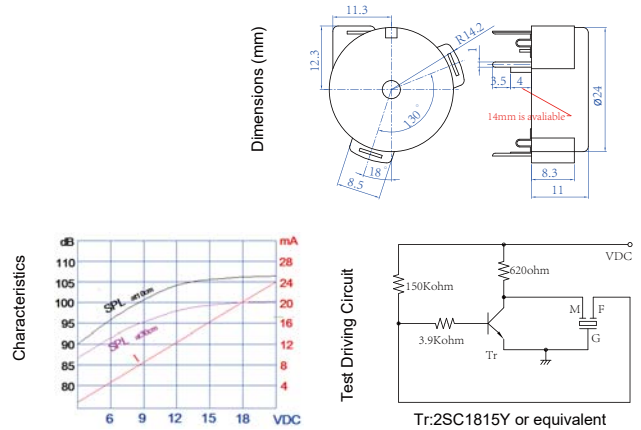 Dimensions (mm)
11.3
12.3
R14.2
130°
18°
8.5
1
3.5
4
14mm is avaliable
ø24
8.3
11
Characteristics
dB
mA
110
28
105
24
100
20
95
16
90
12
85
8
80
4
SPL at10cm
SPL at30cm
I
6
9
12
15
18
VDC
Test Driving Circuit
VDC
620ohm
150Kohm
M
F
G
3.9Kohm
Tr
Tr:2SC1815Y or equivalent